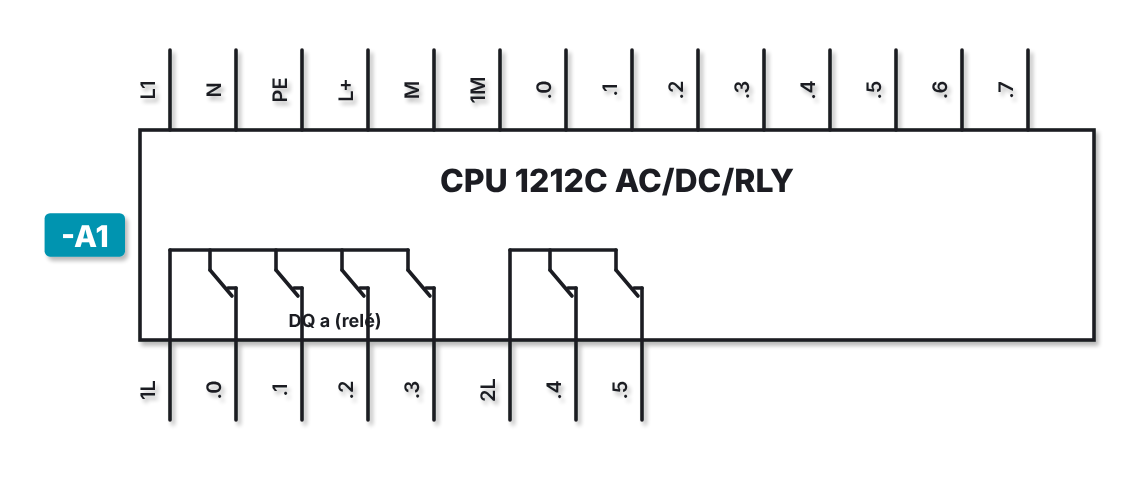 L1 N PE L+ M 1M .0 .1 .2 .3 .4 .5 .6 .7
CPU 1212C AC/DC/RLY
-A1
DQ a (relé)
1L .0 .1 .2 .3 2L .4 .5